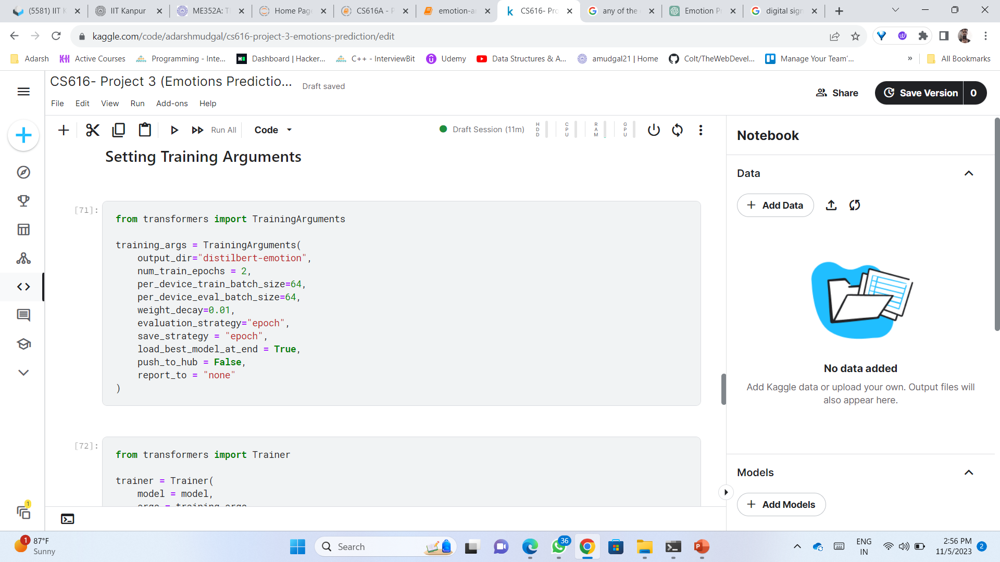 (5581) IIT K
IIT Kanpur
ME352A: T
Home Page
CS616A - P
emotion-a
CS616- Pro
any of the
Emotion P
digital sign
kaggle.com/code/adarshmudgal/cs616-project-3-emotions-prediction/edit
Adarsh
Active Courses
Programming - Inte...
Dashboard | Hacker...
C++ - InterviewBit
Udemy
Data Structures & A...
amudgal21 | Home
Colt/TheWebDevel...
Manage Your Team'...
»
All Bookmarks
CS616- Project 3 (Emotions Predictio...
Draft saved
Share
Save Version
0
File
Edit
View
Run
Add-ons
Help
Run All
Code
Draft Session (11m)
HDD
CPU
RAM
GPU
Notebook
Setting Training Arguments
Data
Add Data
[71]:
from transformers import TrainingArguments
training_args = TrainingArguments(
output_dir="distilbert-emotion",
num_train_epochs = 2,
per_device_train_batch_size=64,
per_device_eval_batch_size=64,
weight_decay=0.01,
evaluation_strategy="epoch",
save_strategy = "epoch",
load_best_model_at_end = True,
push_to_hub = False,
report_to = "none"
)
No data added
Add Kaggle data or upload your own. Output files will
also appear here.
[72]:
from transformers import Trainer
trainer = Trainer(
model = model,
args = training_args
Models
Add Models
1
1
87°F
Sunny
Search
36
ENG
IN
2:56 PM
11/5/2023
2